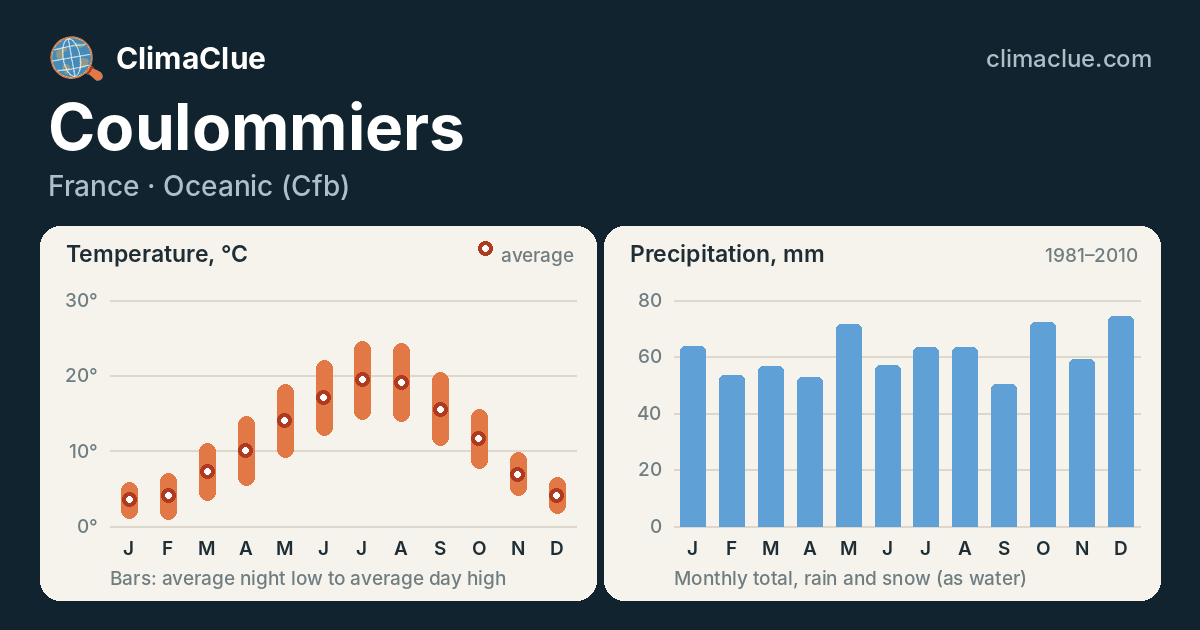 ClimaClue
climaclue.com
Coulommiers
France · Oceanic (Cfb)
Temperature, °C
average
30°
20°
10°
0°
J F M A M J J A S O N D
Bars: average night low to average day high
Precipitation, mm
1981–2010
80
60
40
20
0
J F M A M J J A S O N D
Monthly total, rain and snow (as water)